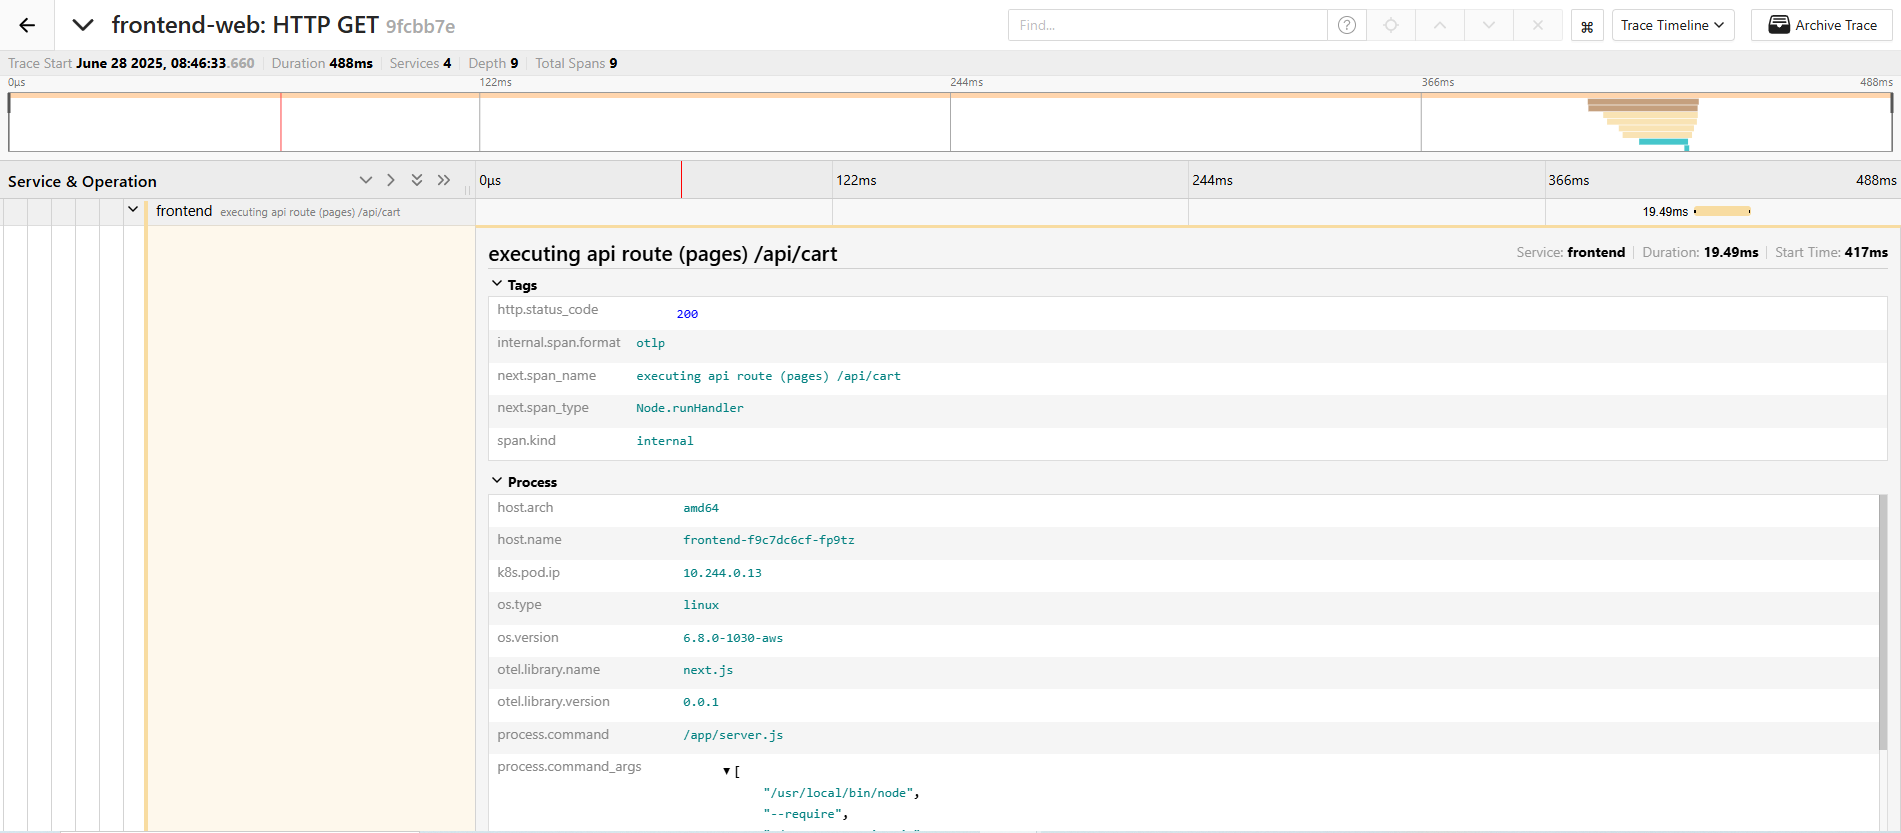 frontend-web: HTTP GET 9fcbb7e
Find...
Trace Timeline
Archive Trace
Trace Start June 28 2025, 08:46:33.660 Duration 488ms Services 4 Depth 9 Total Spans 9
0μs 122ms 244ms 366ms 488ms
Service & Operation
0μs 122ms 244ms 366ms 488ms
frontend executing api route (pages) /api/cart
19.49ms
executing api route (pages) /api/cart
Service: frontend Duration: 19.49ms Start Time: 417ms
Tags
http.status_code 200
internal.span.format otlp
next.span_name executing api route (pages) /api/cart
next.span_type Node.runHandler
span.kind internal
Process
host.arch amd64
host.name frontend-f9c7dc6cf-fp9tz
k8s.pod.ip 10.244.0.13
os.type linux
os.version 6.8.0-1030-aws
otel.library.name next.js
otel.library.version 0.0.1
process.command /app/server.js
process.command_args [
"/usr/local/bin/node",
"--require",